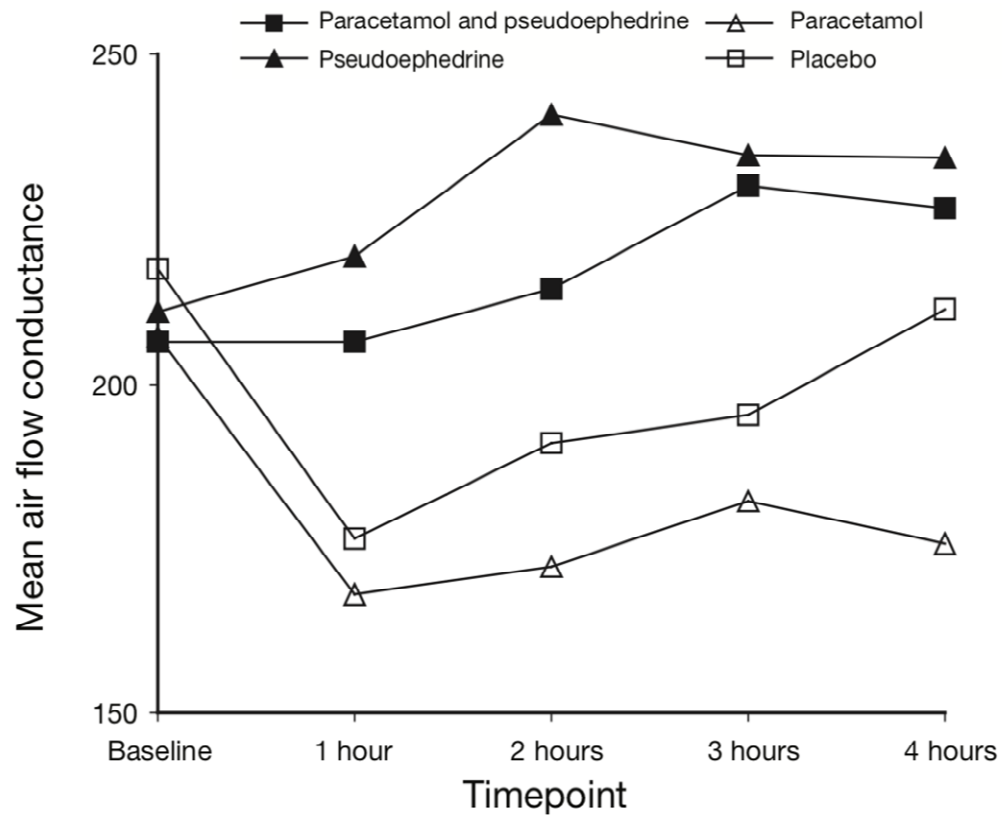 Paracetamol and pseudoephedrine
Paracetamol
Pseudoephedrine
Placebo
250
200
150
Mean air flow conductance
Baseline
1 hour
2 hours
3 hours
4 hours
Timepoint